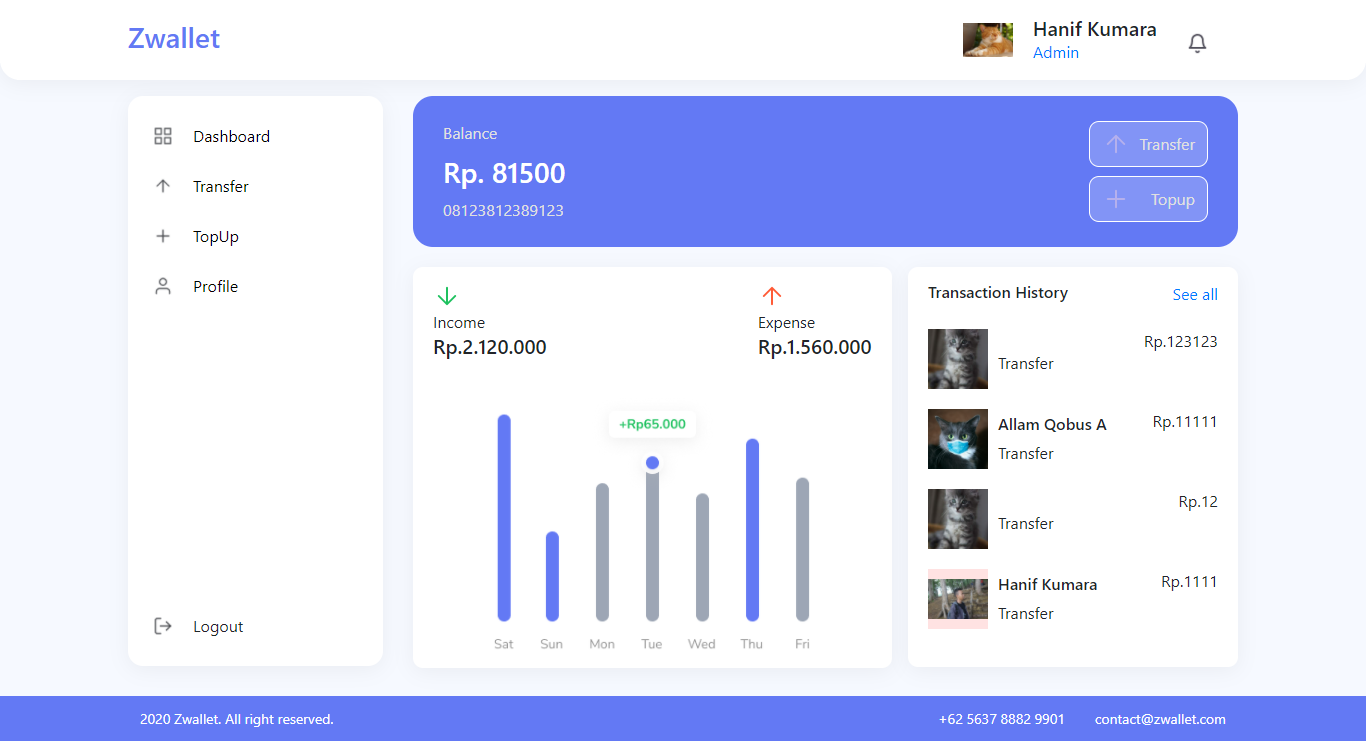 Zwallet
Hanif Kumara
Admin
Dashboard
Transfer
TopUp
Profile
Logout
Balance
Rp. 81500
08123812389123
Transfer
Topup
Income
Rp.2.120.000
Expense
Rp.1.560.000
+Rp65.000
Sat Sun Mon Tue Wed Thu Fri
Transaction History
See all
Rp.123123
Transfer
Allam Qobus A
Rp.11111
Transfer
Rp.12
Transfer
Hanif Kumara
Rp.1111
Transfer
2020 Zwallet. All right reserved.
+62 5637 8882 9901
contact@zwallet.com